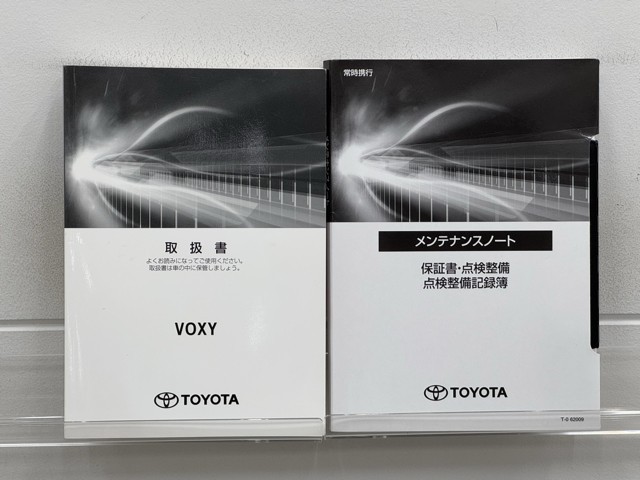 取扱書
よくお読みになってご使用ください。
取扱書は車の中に保管しましょう。
VOXY
TOYOTA
常時携行
メンテナンスノート
保証書・点検整備
点検整備記録簿
TOYOTA
T-0 62009